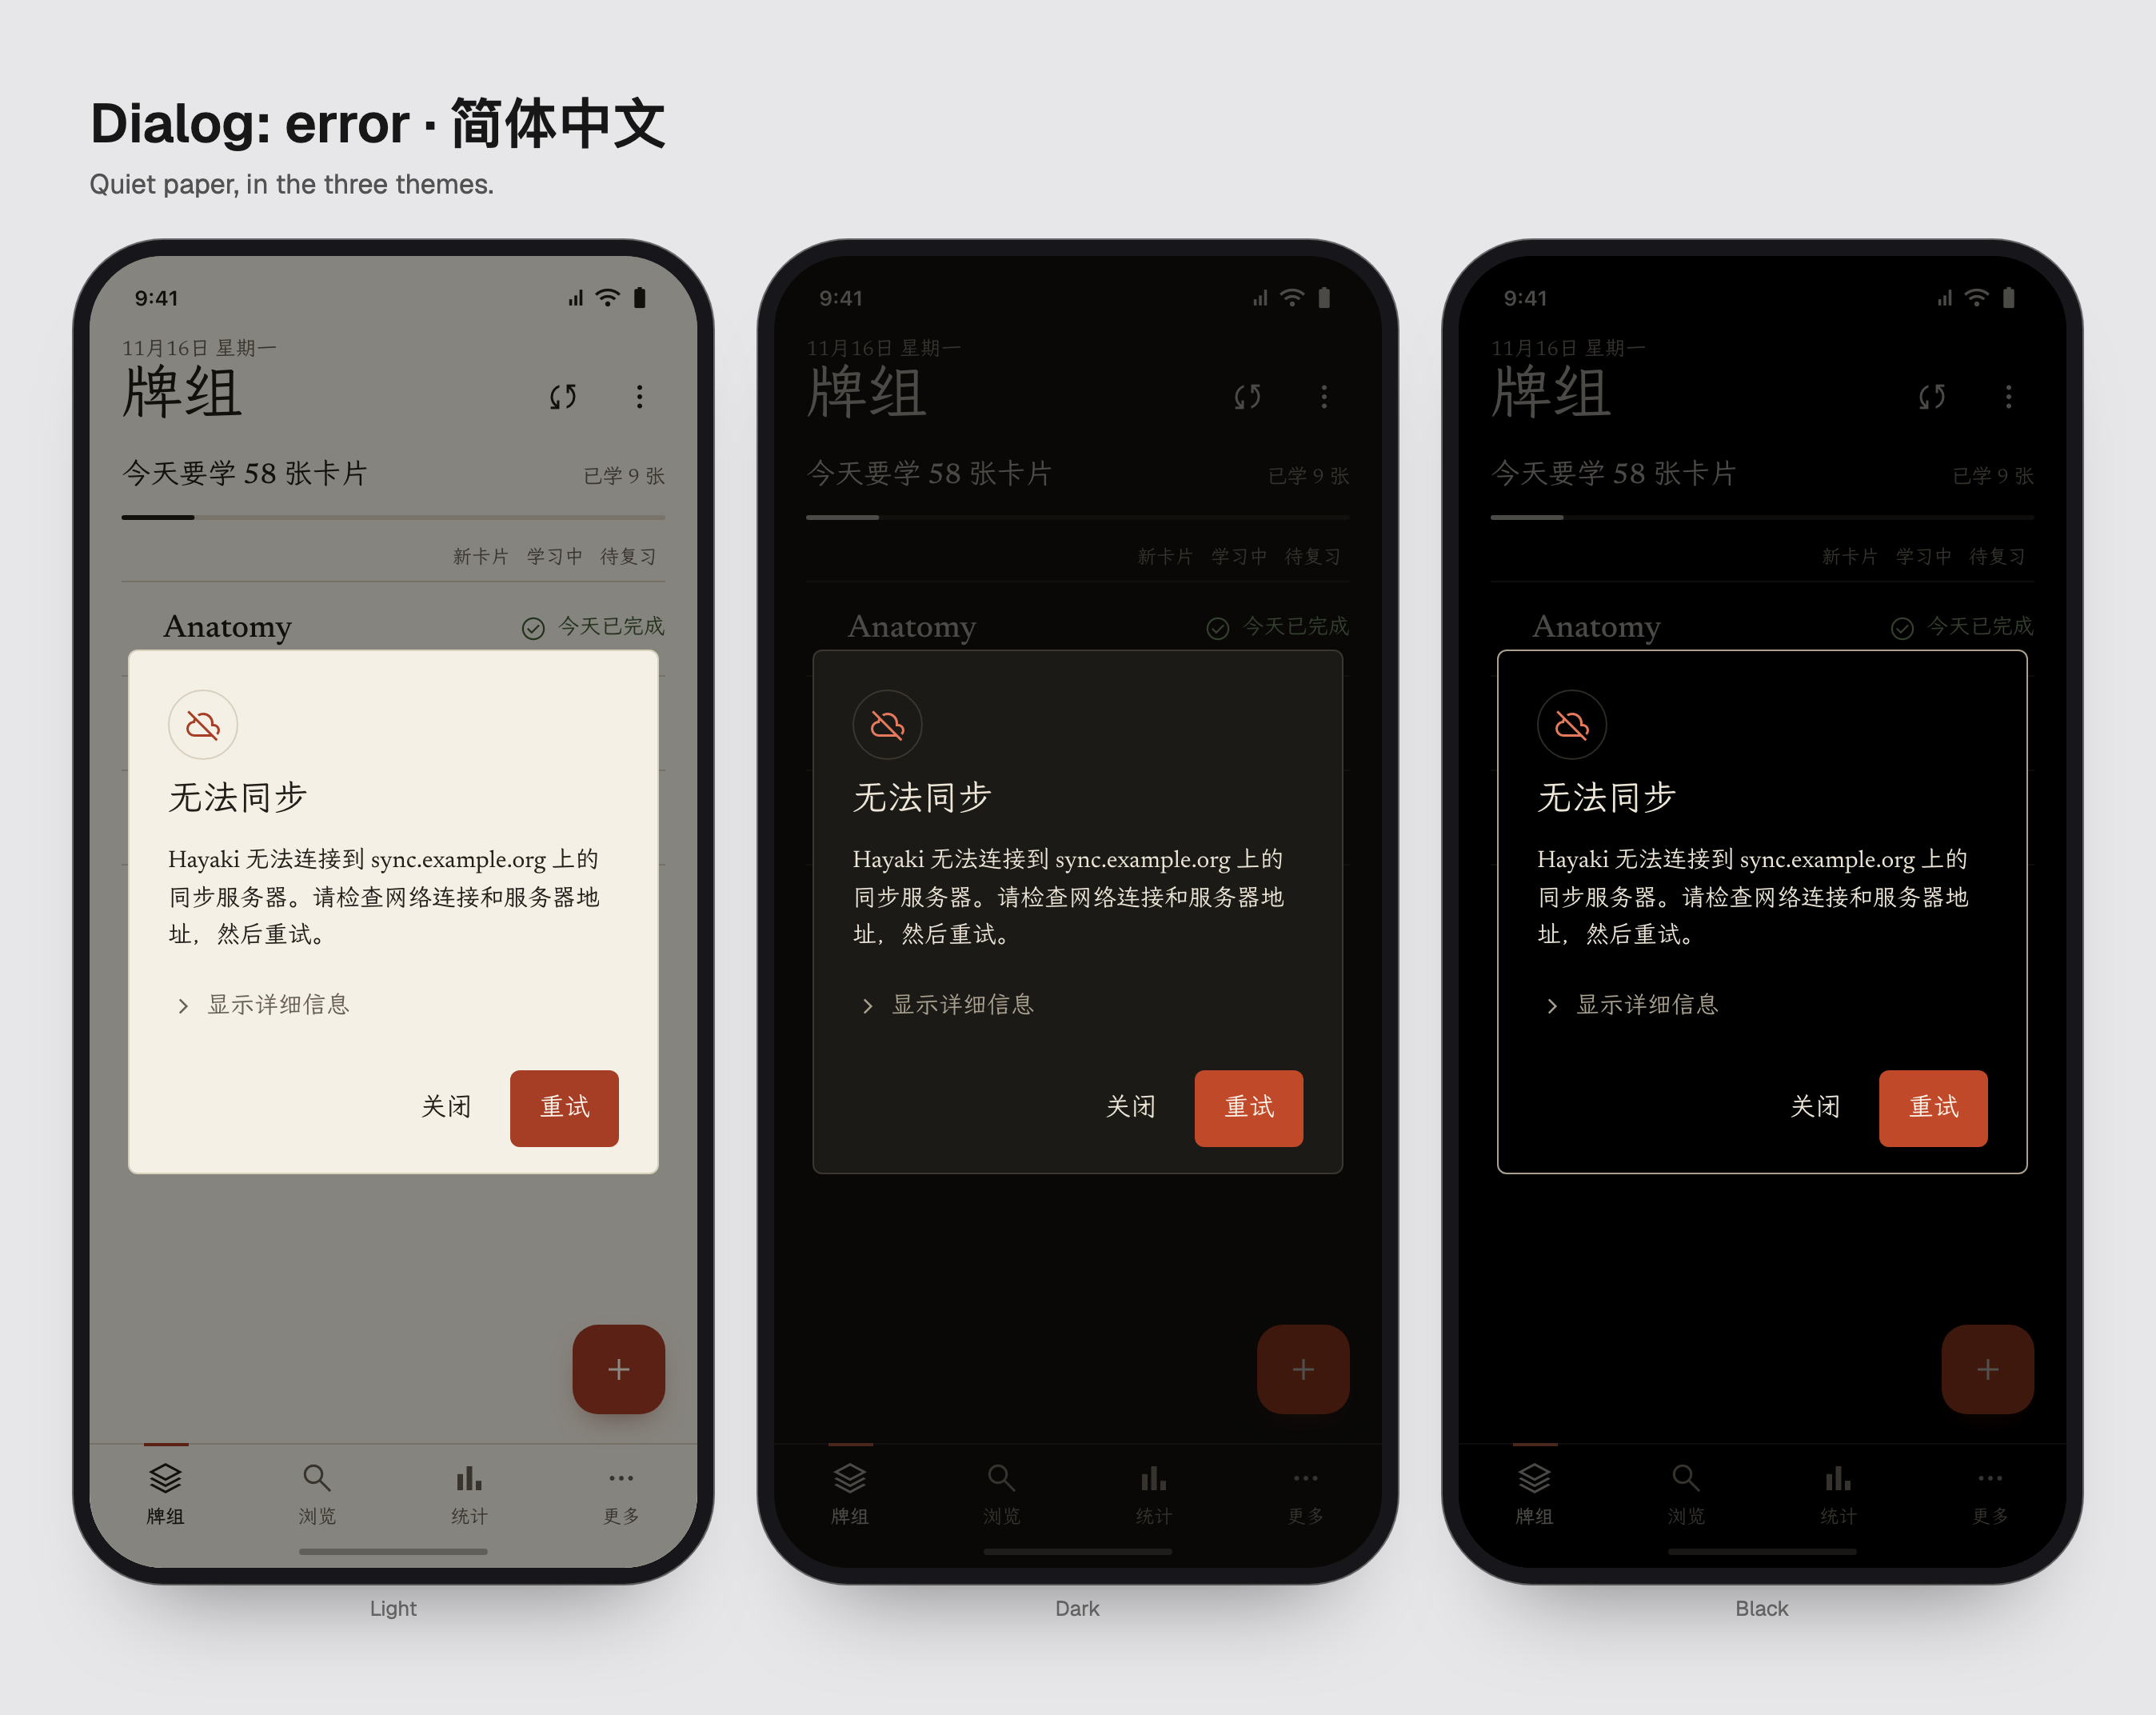 Dialog: error · 简体中文
Quiet paper, in the three themes.
9:41
11月16日 星期一
牌组
今天要学 58 张卡片
已学 9 张
新卡片 学习中 待复习
Anatomy
今天已完成
无法同步
Hayaki 无法连接到 sync.example.org 上的
同步服务器。请检查网络连接和服务器地
址，然后重试。
显示详细信息
关闭
重试
牌组
浏览
统计
更多
Light
9:41
11月16日 星期一
牌组
今天要学 58 张卡片
已学 9 张
新卡片 学习中 待复习
Anatomy
今天已完成
无法同步
Hayaki 无法连接到 sync.example.org 上的
同步服务器。请检查网络连接和服务器地
址，然后重试。
显示详细信息
关闭
重试
牌组
浏览
统计
更多
Dark
9:41
11月16日 星期一
牌组
今天要学 58 张卡片
已学 9 张
新卡片 学习中 待复习
Anatomy
今天已完成
无法同步
Hayaki 无法连接到 sync.example.org 上的
同步服务器。请检查网络连接和服务器地
址，然后重试。
显示详细信息
关闭
重试
牌组
浏览
统计
更多
Black